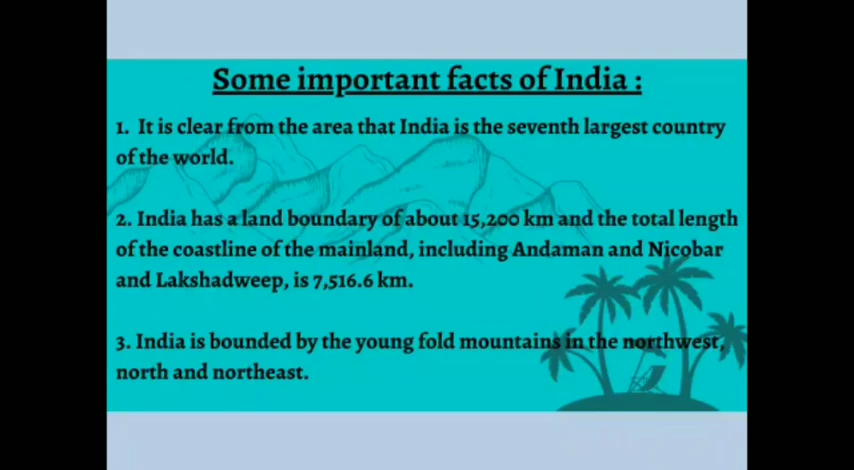 Some important facts of India :
1. It is clear from the area that India is the seventh largest country
of the world.
2. India has a land boundary of about 15,200 km and the total length
of the coastline of the mainland, including Andaman and Nicobar
and Lakshadweep, is 7,516.6 km.
3. India is bounded by the young fold mountains in the northwest,
north and northeast.